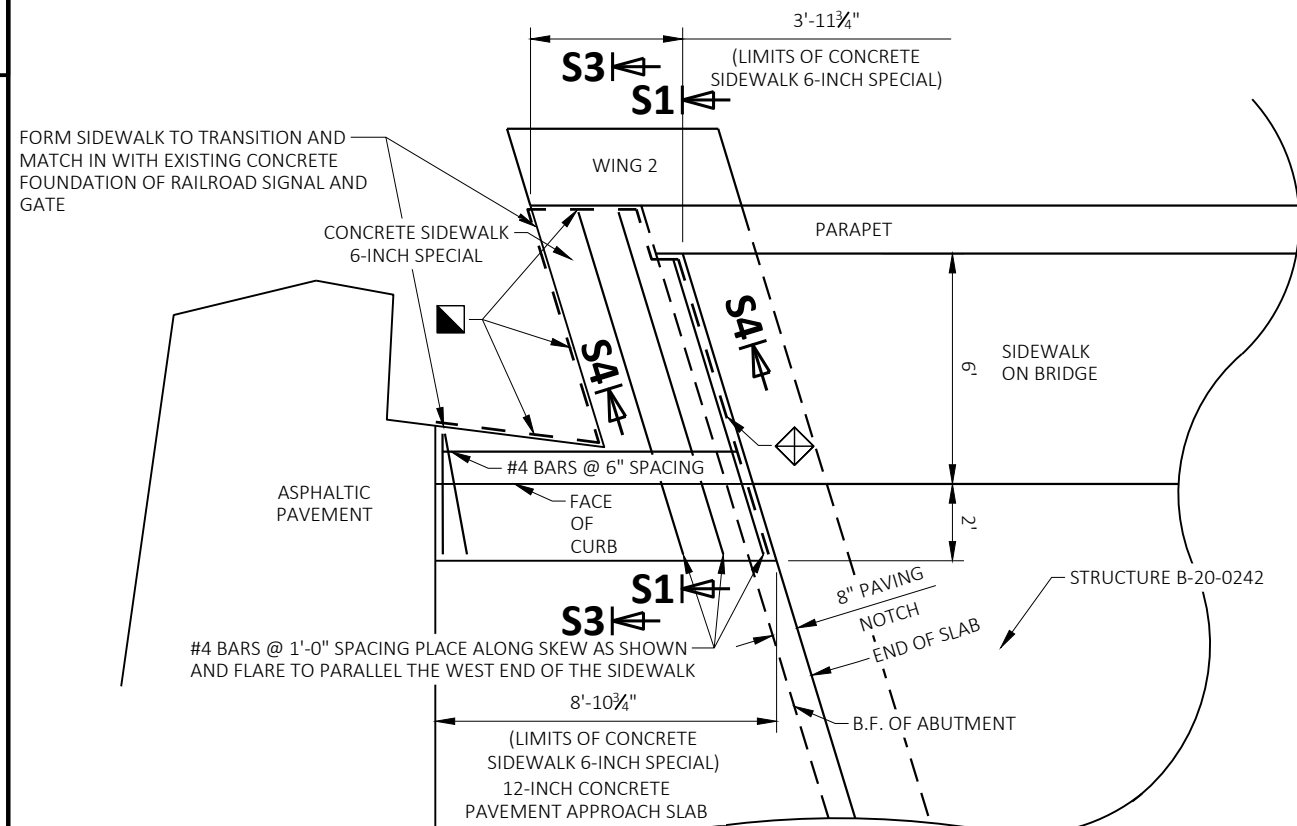 3'-11¾"
(LIMITS OF CONCRETE
SIDEWALK 6-INCH SPECIAL)
S3
S1
FORM SIDEWALK TO TRANSITION AND
MATCH IN WITH EXISTING CONCRETE
FOUNDATION OF RAILROAD SIGNAL AND
GATE
WING 2
CONCRETE SIDEWALK
6-INCH SPECIAL
PARAPET
S4
S4
6'
SIDEWALK
ON BRIDGE
#4 BARS @ 6" SPACING
ASPHALTIC
PAVEMENT
FACE
OF
CURB
2'
S1
S3
8" PAVING
NOTCH
END OF SLAB
STRUCTURE B-20-0242
#4 BARS @ 1'-0" SPACING PLACE ALONG SKEW AS SHOWN
AND FLARE TO PARALLEL THE WEST END OF THE SIDEWALK
8'-10¾"
(LIMITS OF CONCRETE
SIDEWALK 6-INCH SPECIAL)
12-INCH CONCRETE
PAVEMENT APPROACH SLAB
B.F. OF ABUTMENT